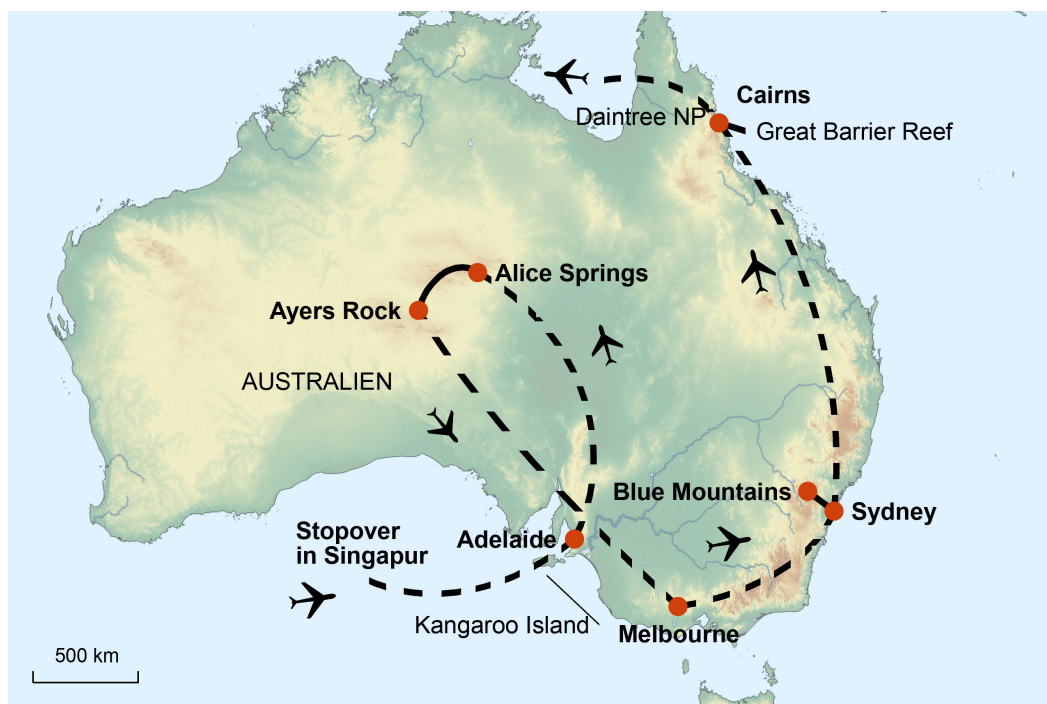 Cairns
Daintree NP
Great Barrier Reef
Alice Springs
Ayers Rock
AUSTRALIEN
Blue Mountains
Sydney
Stopover
in Singapur
Adelaide
Kangaroo Island
Melbourne
500 km